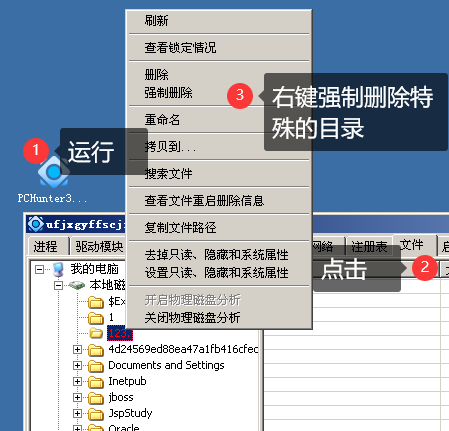 刷新
查看锁定情况
删除
强制删除
3
右键强制删除特
殊的目录
重命名
1
运行
拷贝到...
搜索文件
PCHunter3...
查看文件重启删除信息
复制文件路径
ufjxgyffscj
进程
驱动模块
网络
注册表
文件
去掉只读、隐藏和系统属性
设置只读、隐藏和系统属性
点击
2
我的电脑
本地磁
开启物理磁盘分析
关闭物理磁盘分析
$Ex
1
4d24569ed88ea47a1fb416cfec
Documents and Settings
Inetpub
jboss
JspStudy
Oracle